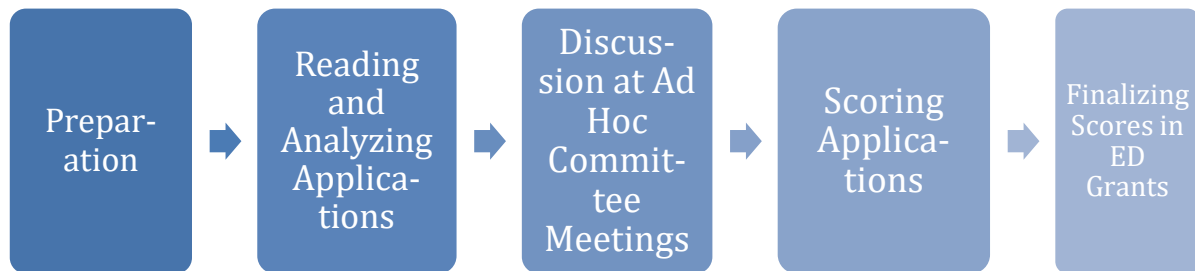 Prepar-
ation
Reading
and
Analyzing
Applica-
tions
Discus-
sion at Ad
Hoc
Commit-
tee
Meetings
Scoring
Applica-
tions
Finalizing
Scores in
ED
Grants